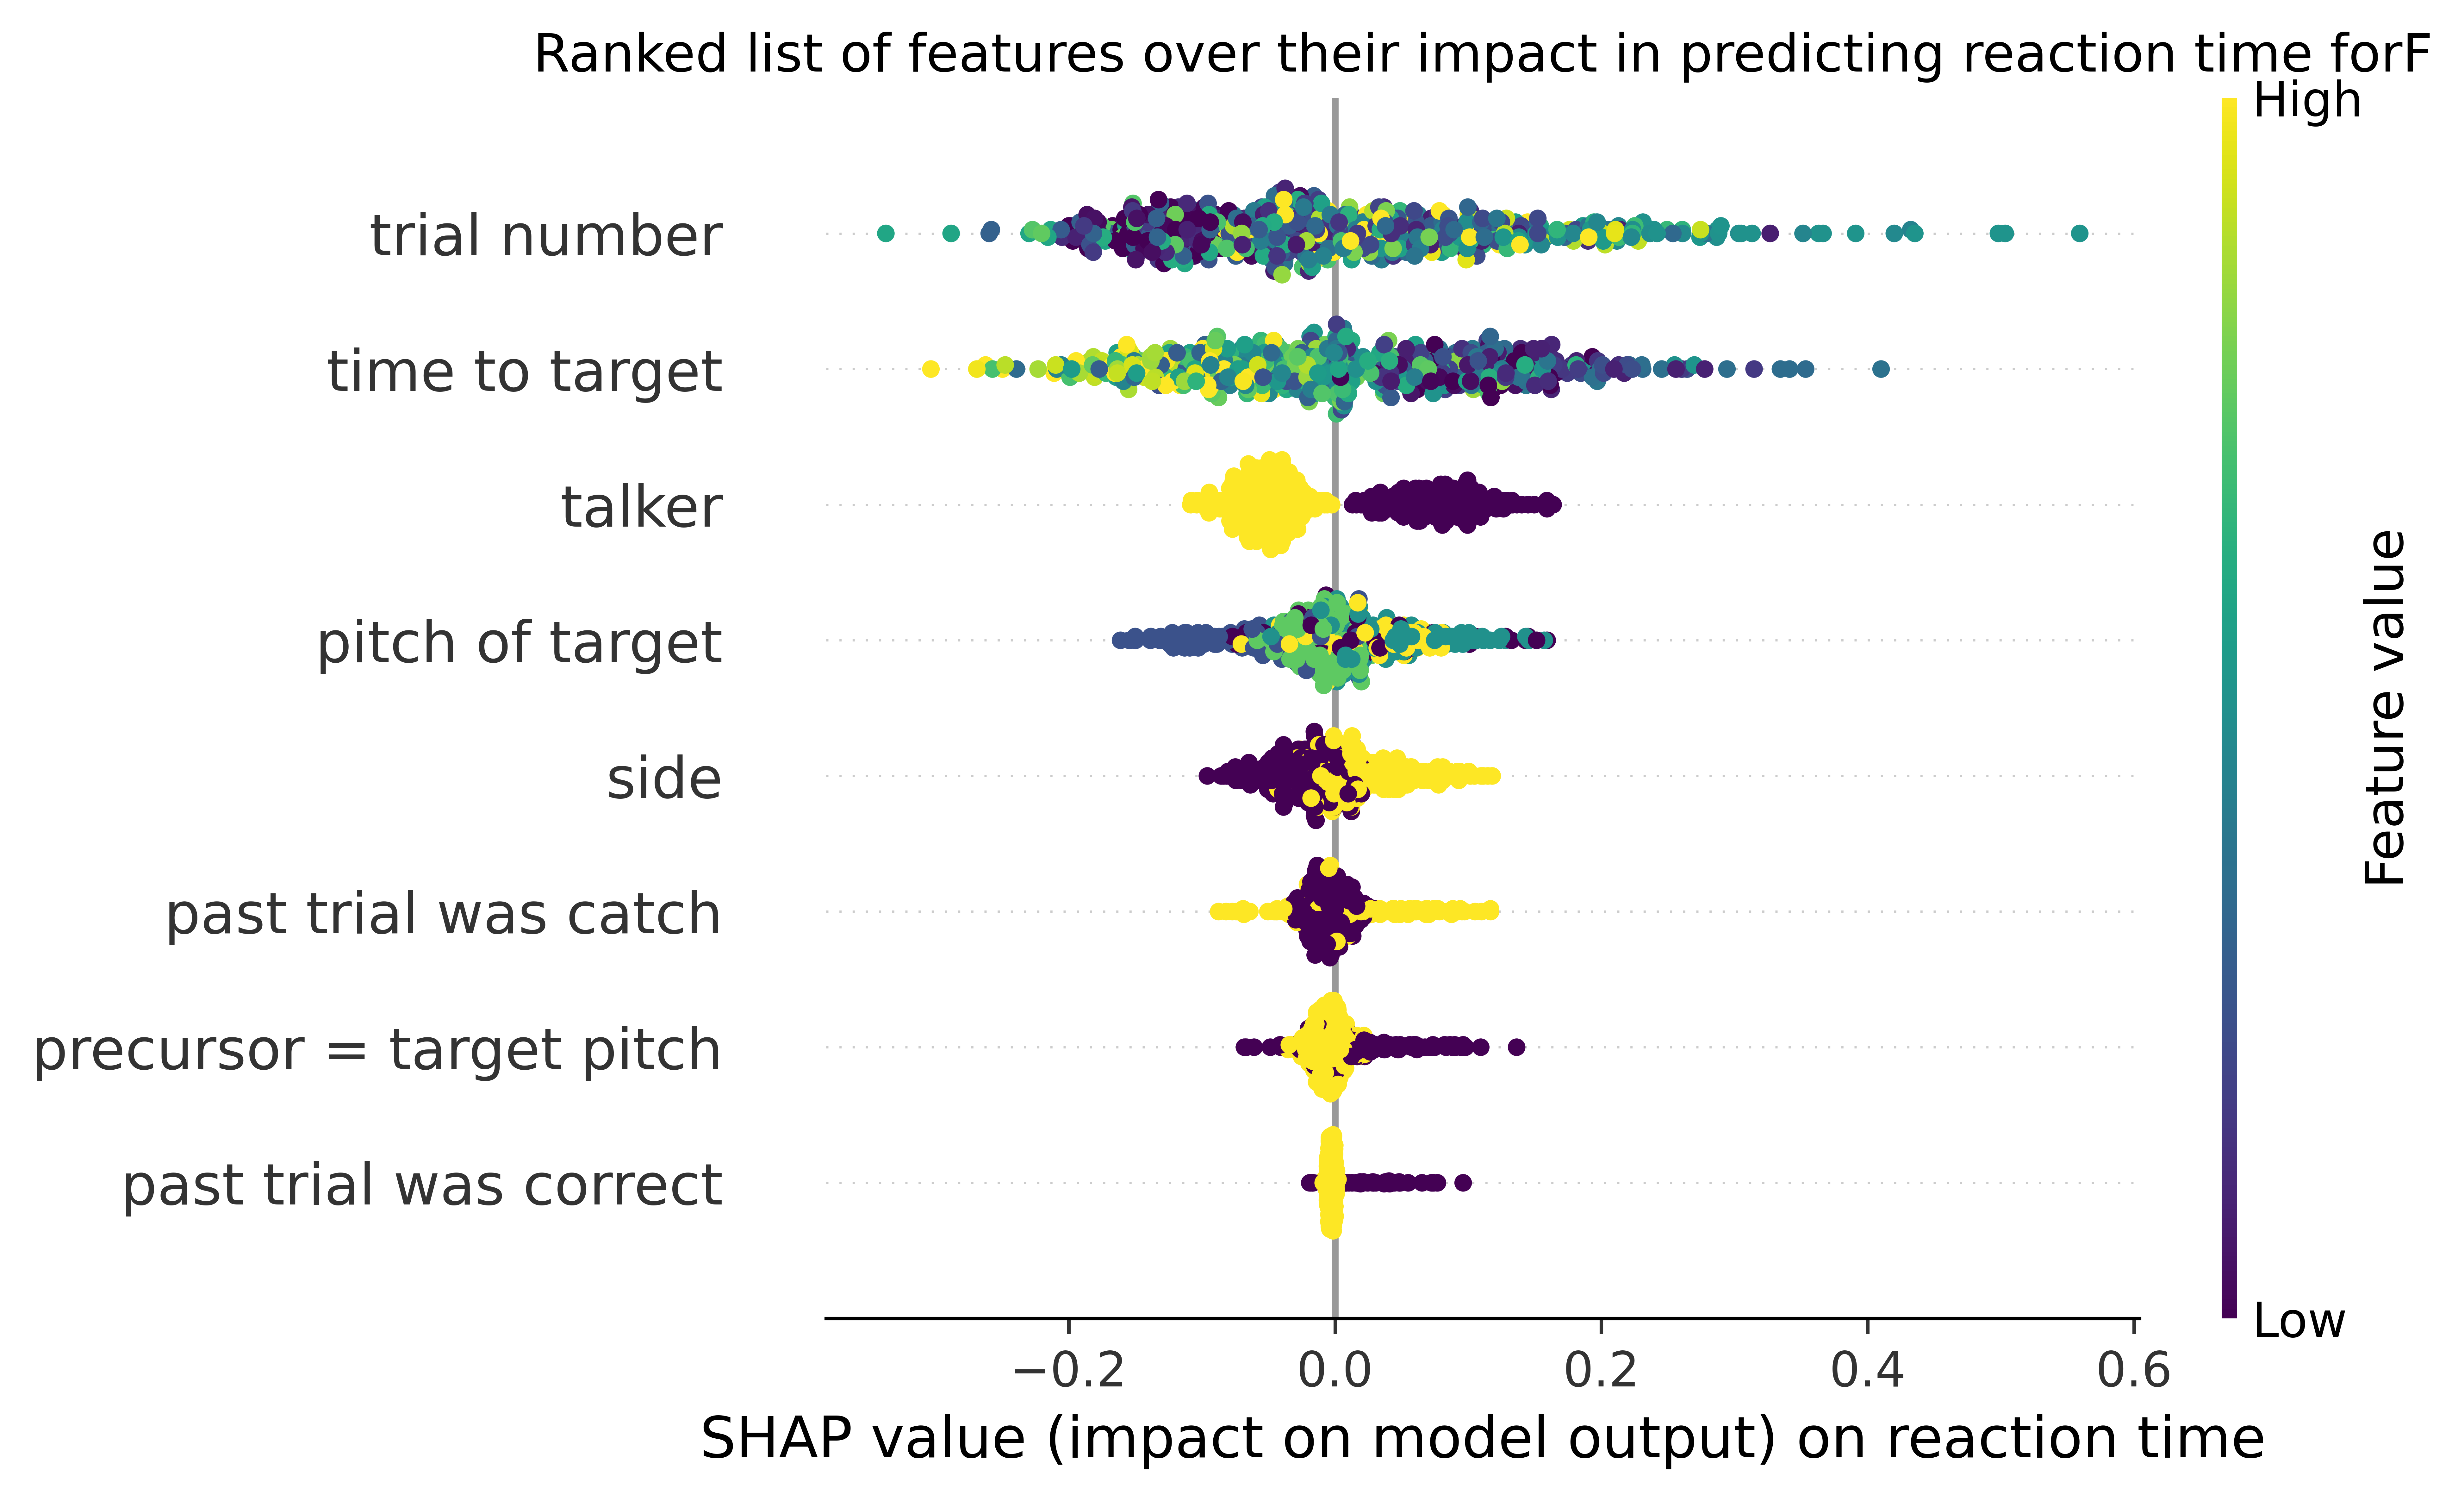 Ranked list of features over their impact in predicting reaction time forF
High
trial number
time to target
talker
pitch of target
side
past trial was catch
precursor = target pitch
past trial was correct
Feature value
Low
−0.2 0.0 0.2 0.4 0.6
SHAP value (impact on model output) on reaction time